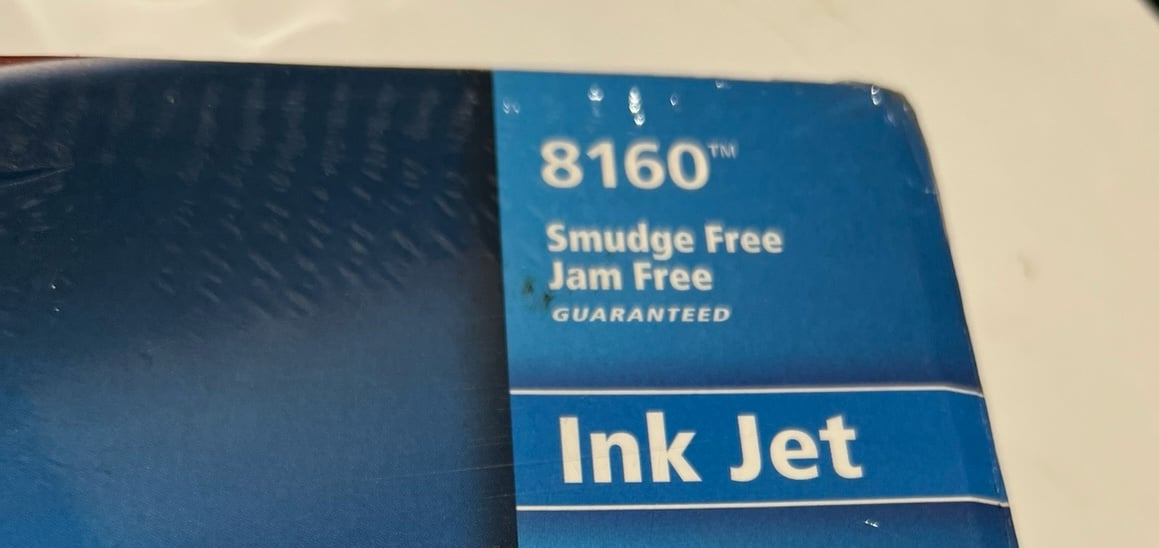 8160™
Smudge Free
Jam Free
GUARANTEED
Ink Jet